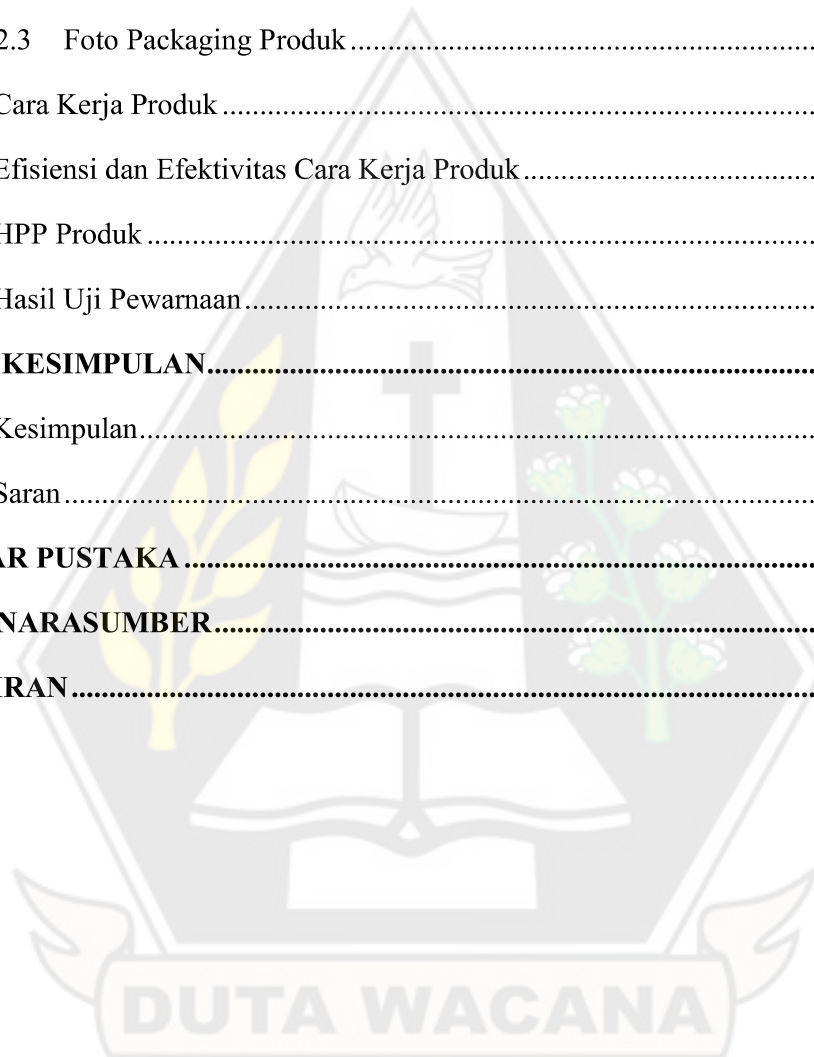 2.3 Foto Packaging Produk ........................................................................
Cara Kerja Produk ........................................................................
Efisiensi dan Efektivitas Cara Kerja Produk ........................................
HPP Produk ........................................................................
Hasil Uji Pewarnaan ........................................................................
KESIMPULAN ........................................................................
Kesimpulan ........................................................................
Saran ........................................................................
AR PUSTAKA ........................................................................
NARASUMBER ........................................................................
IRAN ........................................................................
DUTA WACANA